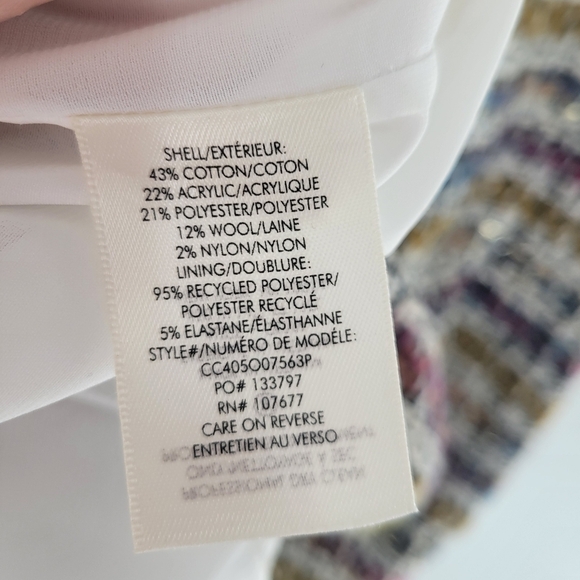 SHELL/EXTÉRIEUR:
43% COTTON/COTON
22% ACRYLIC/ACRYLIQUE
21% POLYESTER/POLYESTER
12% WOOL/LAINE
2% NYLON/NYLON
LINING/DOUBLURE:
95% RECYCLED POLYESTER/
POLYESTER RECYCLÉ
5% ELASTANE/ÉLASTHANNE
STYLE#/NUMÉRO DE MODÈLE:
CC405O07563P
PO# 133797
RN# 107677
CARE ON REVERSE
ENTRETIEN AU VERSO